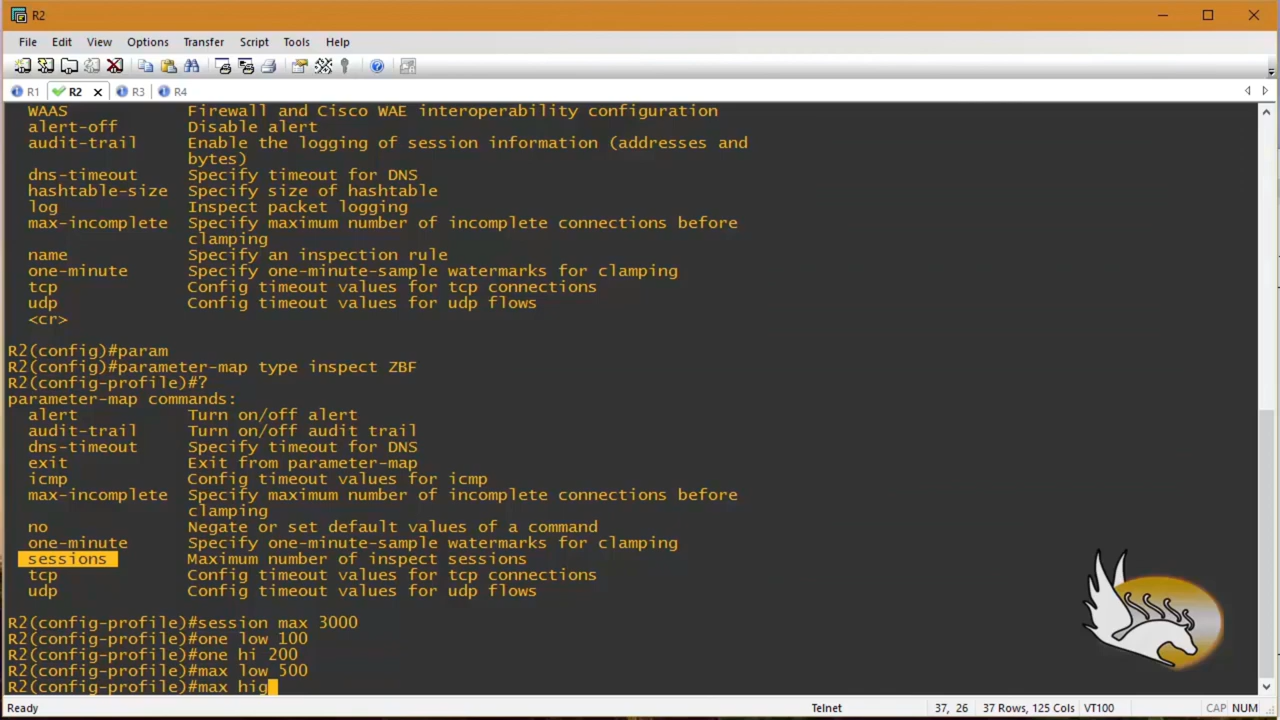 R2
File Edit View Options Transfer Script Tools Help
R1 R2 X R3 R4
WAAS Firewall and Cisco WAE interoperability configuration
alert-off Disable alert
audit-trail Enable the logging of session information (addresses and
bytes)
dns-timeout Specify timeout for DNS
hashtable-size Specify size of hashtable
log Inspect packet logging
max-incomplete Specify maximum number of incomplete connections before
clamping
name Specify an inspection rule
one-minute Specify one-minute-sample watermarks for clamping
tcp Config timeout values for tcp connections
udp Config timeout values for udp flows
<cr>
R2(config)#param
R2(config)#parameter-map type inspect ZBF
R2(config-profile)#?
parameter-map commands:
alert Turn on/off alert
audit-trail Turn on/off audit trail
dns-timeout Specify timeout for DNS
exit Exit from parameter-map
icmp Config timeout values for icmp
max-incomplete Specify maximum number of incomplete connections before
clamping
no Negate or set default values of a command
one-minute Specify one-minute-sample watermarks for clamping
sessions Maximum number of inspect sessions
tcp Config timeout values for tcp connections
udp Config timeout values for udp flows
R2(config-profile)#session max 3000
R2(config-profile)#one low 100
R2(config-profile)#one hi 200
R2(config-profile)#max low 500
R2(config-profile)#max hig
Ready Telnet 37, 26 37 Rows, 125 Cols VT100 CAP NUM